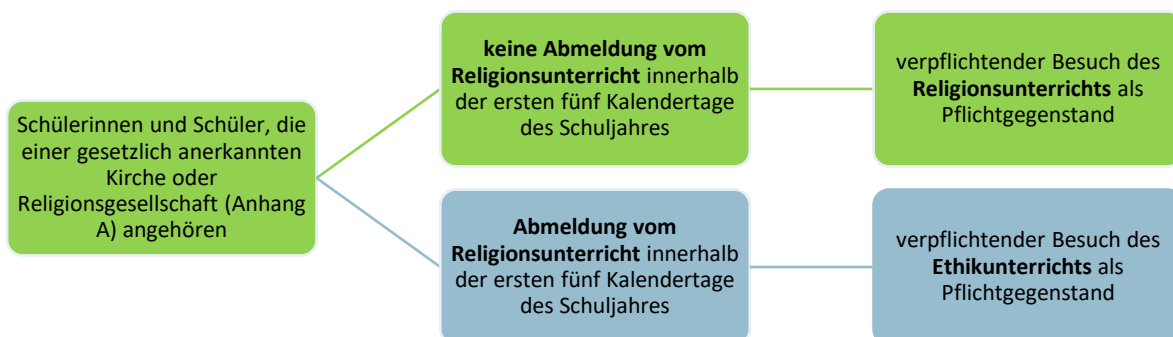 Schülerinnen und Schüler, die
einer gesetzlich anerkannten
Kirche oder
Religionsgesellschaft (Anhang
A) angehören
keine Abmeldung vom
Religionsunterricht innerhalb
der ersten fünf Kalendertage
des Schuljahres
verpflichtender Besuch des
Religionsunterrichts als
Pflichtgegenstand
Abmeldung vom
Religionsunterricht innerhalb
der ersten fünf Kalendertage
des Schuljahres
verpflichtender Besuch des
Ethikunterrichts als
Pflichtgegenstand